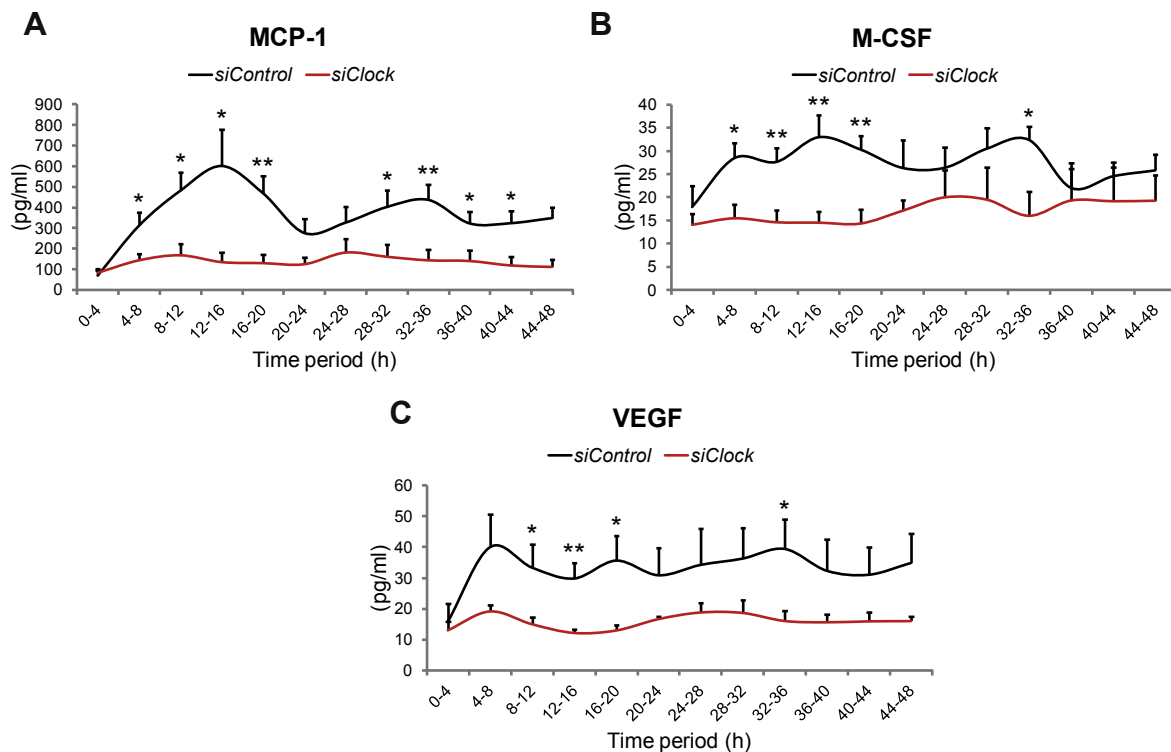 A
MCP-1
siControl siClock
900
800
700
600
500
400
300
200
100
0
(pg/ml)
* * * ** * ** * *
0-4 4-8 8-12 12-16 16-20 20-24 24-28 28-32 32-36 36-40 40-44 44-48
Time period (h)
B
M-CSF
siControl siClock
40
35
30
25
20
15
10
5
0
(pg/ml)
* ** ** ** *
0-4 4-8 8-12 12-16 16-20 20-24 24-28 28-32 32-36 36-40 40-44 44-48
Time period (h)
C
VEGF
siControl siClock
60
50
40
30
20
10
0
(pg/ml)
* ** * *
0-4 4-8 8-12 12-16 16-20 20-24 24-28 28-32 32-36 36-40 40-44 44-48
Time period (h)